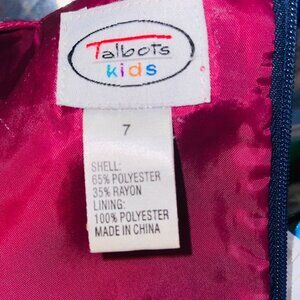 Talbots
kids
7
SHELL:
65% POLYESTER
35% RAYON
LINING:
100% POLYESTER
MADE IN CHINA